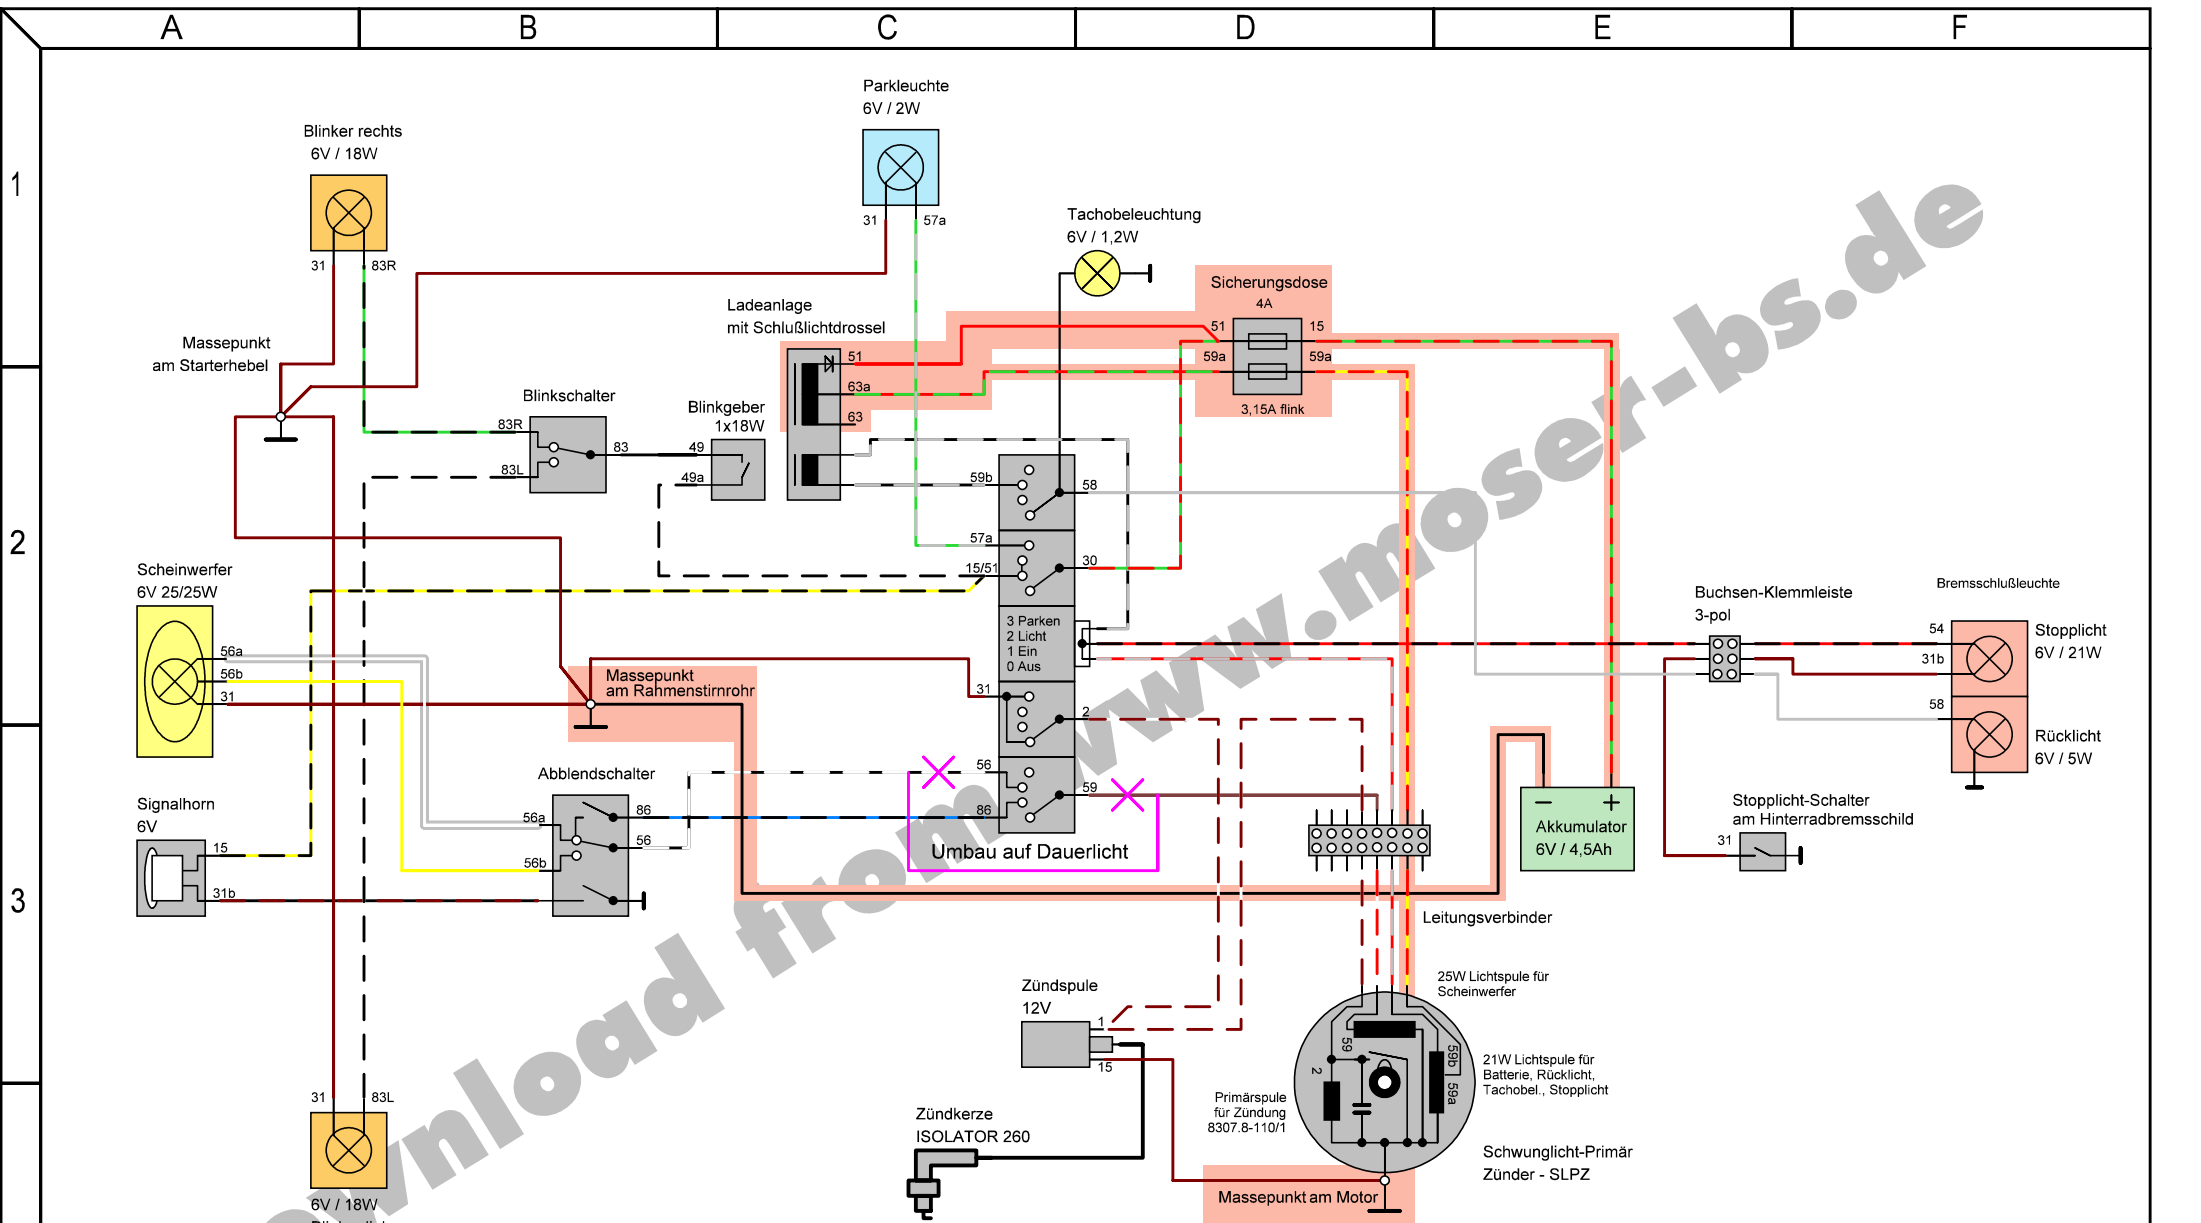 A B C D E F
1
2
3
Parkleuchte
6V / 2W
31
57a
Blinker rechts
6V / 18W
31
83R
Tachobeleuchtung
6V / 1,2W
Sicherungsdose
4A
51
15
59a
59a
3,15A flink
Ladeanlage
mit Schlußlichtdrossel
51
63a
63
Massepunkt
am Starterhebel
Blinkschalter
83R
83L
83
Blinkgeber
1x18W
49
49a
59b
58
57a
15/51
30
3 Parken
2 Licht
1 Ein
0 Aus
31
2
56
59
86
Scheinwerfer
6V 25/25W
56a
56b
31
Massepunkt
am Rahmenstirnrohr
Buchsen-Klemmleiste
3-pol
Bremsschlußleuchte
54
31b
58
Stopplicht
6V / 21W
Rücklicht
6V / 5W
Signalhorn
6V
15
31b
Abblendschalter
56a
56b
86
56
Umbau auf Dauerlicht
Akkumulator
6V / 4,5Ah
Stopplicht-Schalter
am Hinterradbremsschild
31
Leitungsverbinder
Zündspule
12V
1
15
25W Lichtspule für
Scheinwerfer
59
59b
59a
2
21W Lichtspule für
Batterie, Rücklicht,
Tachobel., Stopplicht
Primärspule
für Zündung
8307.8-110/1
Schwunglicht-Primär
Zünder - SLPZ
Massepunkt am Motor
Zündkerze
ISOLATOR 260
31
83L
6V / 18W
ownload from www.moser-bs.de